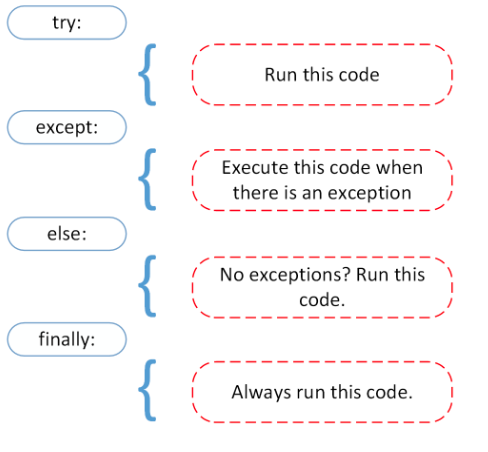 try:
Run this code
except:
Execute this code when
there is an exception
else:
No exceptions? Run this
code.
finally:
Always run this code.